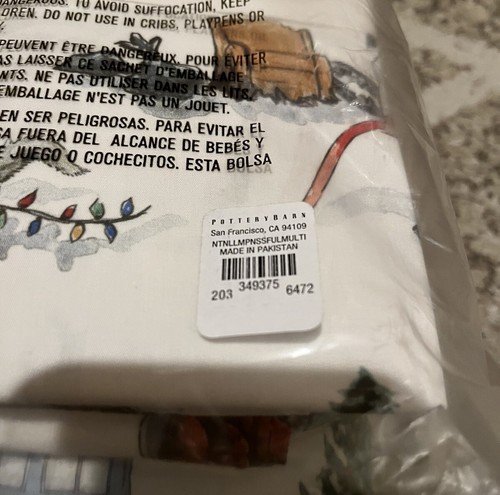 TO AVOID SUFFOCATION, KEEP
DREN. DO NOT USE IN CRIBS, PLAYPENS OR
PEUVENT ÊTRE DANGEREUX. POUR ÉVITER
LAISSER CE SACHET D'EMBALLAGE
NTS. NE PAS UTILISER DANS LES LITS,
EMBALLAGE N'EST PAS UN JOUET.
EN SER PELIGROSAS. PARA EVITAR EL
A FUERA DEL ALCANCE DE BEBÉS Y
E JUEGO O COCHECITOS. ESTA BOLSA
POTTERY BARN
San Francisco, CA 94109
NTNLLMPNSSFULMULTI
MADE IN PAKISTAN
203 349375 6472